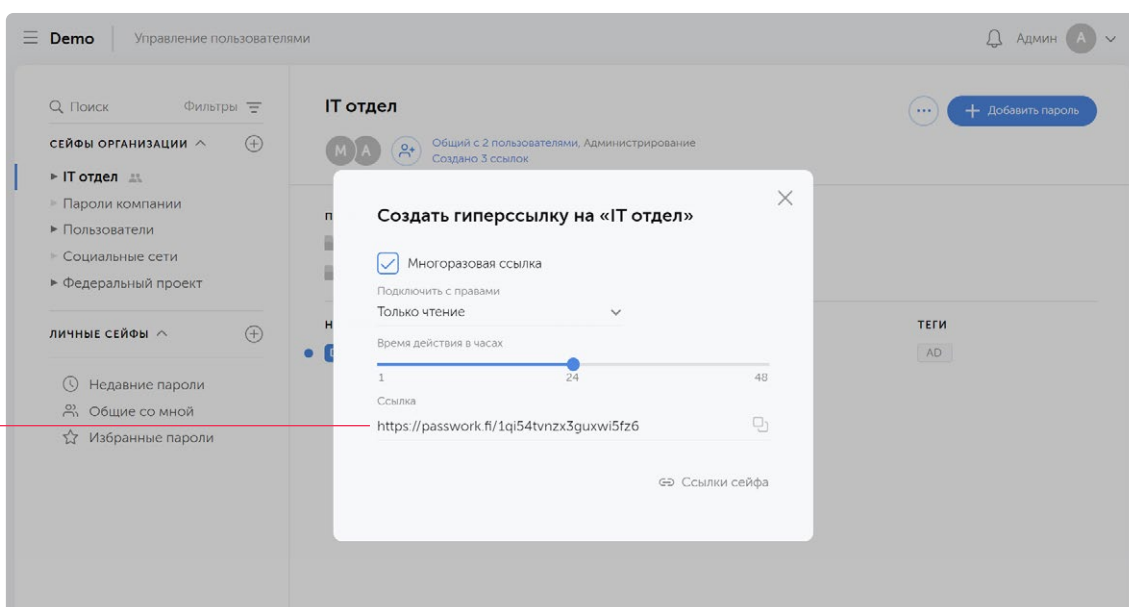 Demo
Управление пользователями
Админ
А
Поиск
Фильтры
СЕЙФЫ ОРГАНИЗАЦИИ
IT отдел
Пароли компании
Пользователи
Социальные сети
Федеральный проект
ЛИЧНЫЕ СЕЙФЫ
Недавние пароли
Общие со мной
Избранные пароли
IT отдел
Добавить пароль
М А
Общий с 2 пользователями, Администрирование
Создано 3 ссылок
Создать гиперссылку на «IT отдел»
Многоразовая ссылка
Подключить с правами
Только чтение
Время действия в часах
1 24 48
Ссылка
https://passwork.fi/1qi54tvnzx3guxwi5fz6
Ссылки сейфа
ТЕГИ
AD